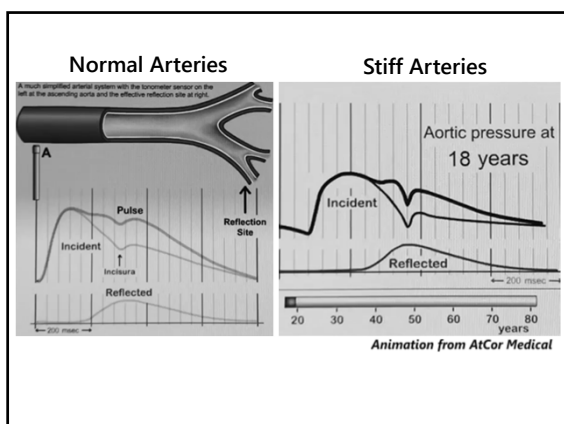 Normal Arteries
A much simplified arterial system with the tonometer sensor on the
left at the ascending aorta and the effective reflection site at right.
A
Reflection
Site
Pulse
Incident
Incisura
Reflected
200 msec
Stiff Arteries
Aortic pressure at
18 years
Incident
Reflected
200 msec
20 30 40 50 60 70 80
years
Animation from AtCor Medical